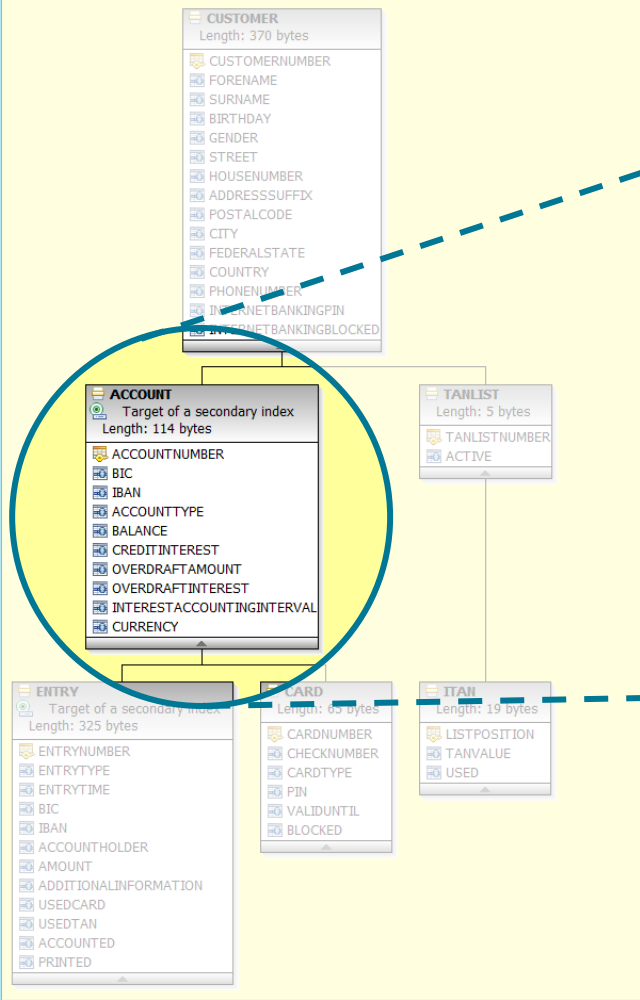 CUSTOMER
Length: 370 bytes
CUSTOMERNUMBER
FORENAME
SURNAME
BIRTHDAY
GENDER
STREET
HOUSENUMBER
ADDRESSSUFFIX
POSTALCODE
CITY
FEDERALSTATE
COUNTRY
PHONENUMBER
INTERNETBANKINGPIN
INTERNETBANKINGBLOCKED
ACCOUNT
Target of a secondary index
Length: 114 bytes
ACCOUNTNUMBER
BIC
IBAN
ACCOUNTTYPE
BALANCE
CREDITINTEREST
OVERDRAFTAMOUNT
OVERDRAFTINTEREST
INTERESTACCOUNTINGINTERVAL
CURRENCY
TANLIST
Length: 5 bytes
TANLISTNUMBER
ACTIVE
ENTRY
Target of a secondary index
Length: 325 bytes
ENTRYNUMBER
ENTRYTYPE
ENTRYTIME
BIC
IBAN
ACCOUNTHOLDER
AMOUNT
ADDITIONALINFORMATION
USEDCARD
USEDTAN
ACCOUNTED
PRINTED
CARD
Length: 65 bytes
CARDNUMBER
CHECKNUMBER
CARDTYPE
PIN
VALIDUNTIL
BLOCKED
ITAN
Length: 19 bytes
LISTPOSITION
TANVALUE
USED